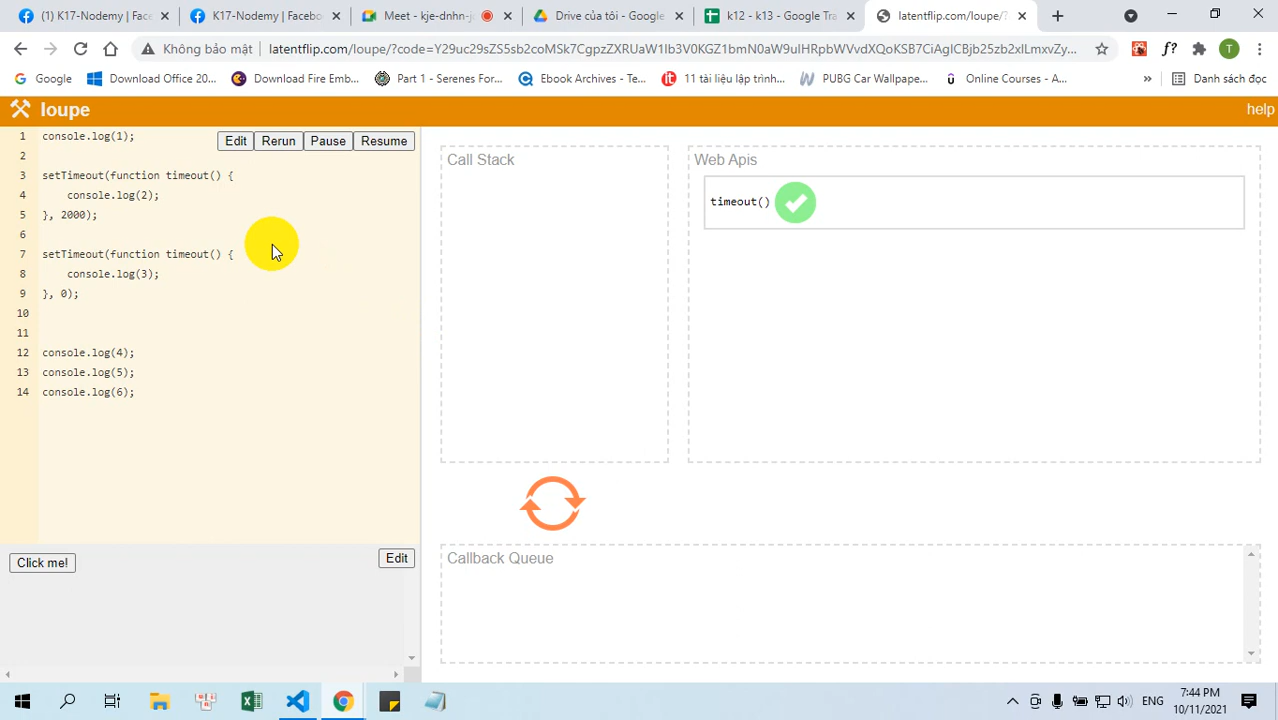 (1) K17-Nodemy | Faceb
K17-Nodemy | Facebo
Meet - kje-dnhn-j
Drive của tôi - Google
k12 - k13 - Google Tra
latentflip.com/loupe/?
Không bảo mật
latentflip.com/loupe/?code=Y29uc29sZS5sb2coMSk7CgpzZXRUaW1lb3V0KGZ1bmN0aW9uIHRpbWVvdXQoKSB7CiAgICBjb25zb2xlLmxvZy...
Google
Download Office 20...
Download Fire Emb...
Part 1 - Serenes For...
Ebook Archives - Te...
11 tài liệu lập trình...
PUBG Car Wallpape...
Online Courses - A...
»
Danh sách đọc
loupe
help
Edit
Rerun
Pause
Resume
1 console.log(1);
2
3 setTimeout(function timeout() {
4 console.log(2);
5 }, 2000);
6
7 setTimeout(function timeout() {
8 console.log(3);
9 }, 0);
10
11
12 console.log(4);
13 console.log(5);
14 console.log(6);
Call Stack
Web Apis
timeout()
Click me!
Edit
Callback Queue
ENG
7:44 PM
10/11/2021